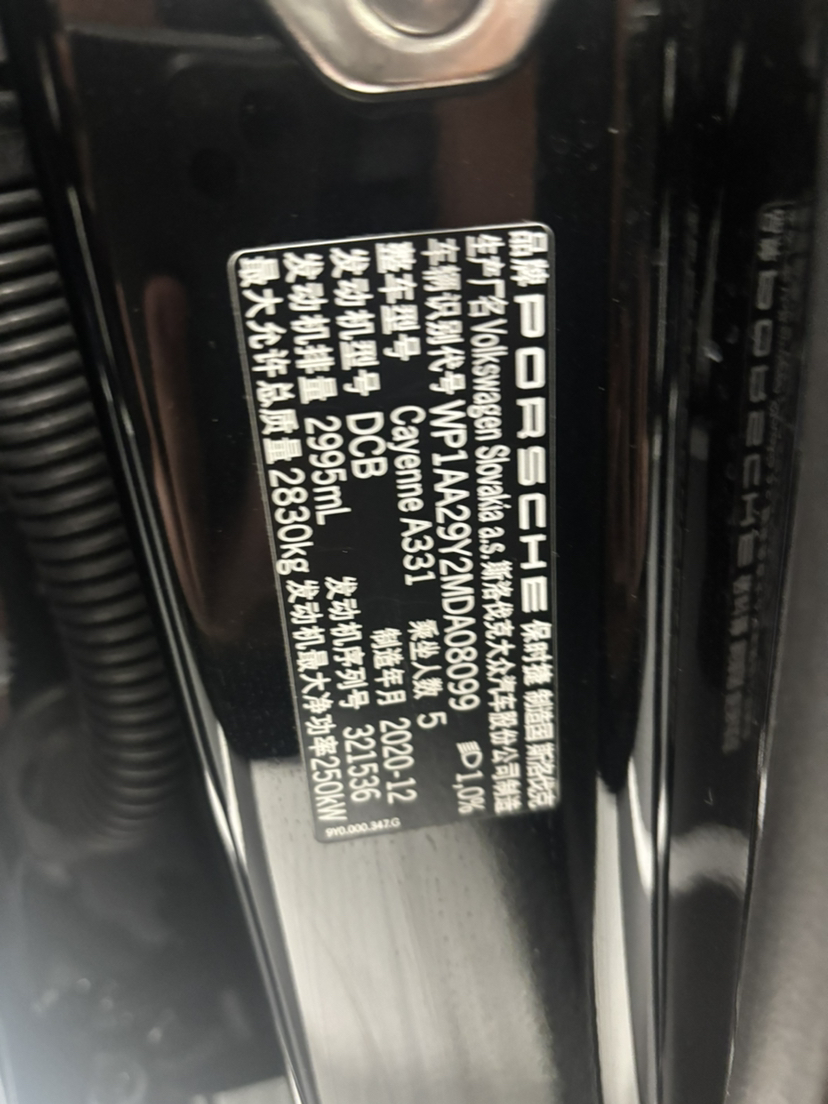 品牌 PORSCHE 保时捷 制造国 斯洛伐克
生产厂名 Volkswagen Slovakia a.s. 斯洛伐克大众汽车股份公司制造
车辆识别代号 WP1AA29Y2MDA08099 1,0%
整车型号 Cayenne A331 乘坐人数 5
发动机型号 DCB 制造年月 2020-12
发动机排量 2995mL 发动机序列号 321536
最大允许总质量 2830kg 发动机最大净功率250kW
9Y0.000.347.G